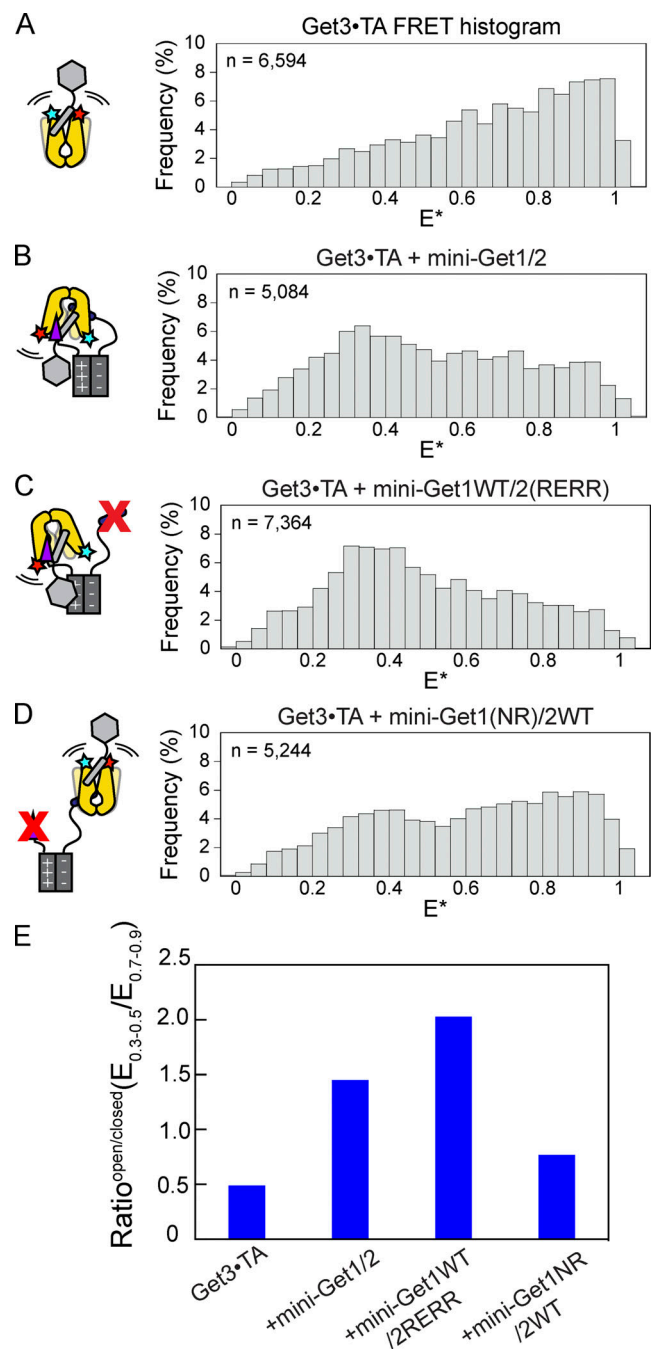 A
Get3•TA FRET histogram
n = 6,594
Frequency (%)
10
8
6
4
2
0
0 0.2 0.4 0.6 0.8 1
E*
B
Get3•TA + mini-Get1/2
n = 5,084
Frequency (%)
10
8
6
4
2
0
0 0.2 0.4 0.6 0.8 1
E*
+ -
+ -
+ -
C
Get3•TA + mini-Get1WT/2(RERR)
n = 7,364
Frequency (%)
10
8
6
4
2
0
0 0.2 0.4 0.6 0.8 1
E*
X
+ -
+ -
+ -
D
Get3•TA + mini-Get1(NR)/2WT
n = 5,244
Frequency (%)
10
8
6
4
2
0
0 0.2 0.4 0.6 0.8 1
E*
X
+ -
+ -
+ -
E
Ratio^open/closed(E_0.3-0.5/E_0.7-0.9)
2.5
2.0
1.5
1.0
0.5
0
Get3•TA
+mini-Get1/2
+mini-Get1WT
/2RERR
+mini-Get1NR
/2WT